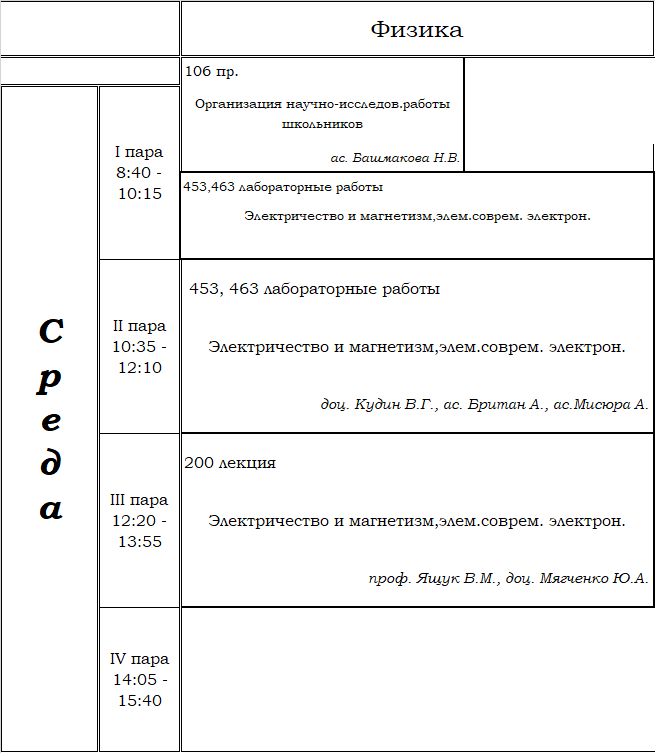 Физика
Среда
I пара
8:40 -
10:15
106 пр.
Организация научно-исследов.работы
школьников
ас. Башмакова Н.В.
453,463 лабораторные работы
Электричество и магнетизм,элем.соврем. электрон.
II пара
10:35 -
12:10
453, 463 лабораторные работы
Электричество и магнетизм,элем.соврем. электрон.
доц. Кудин В.Г., ас. Британ А., ас.Мисюра А.
III пара
12:20 -
13:55
200 лекция
Электричество и магнетизм,элем.соврем. электрон.
проф. Ящук В.М., доц. Мягченко Ю.А.
IV пара
14:05 -
15:40